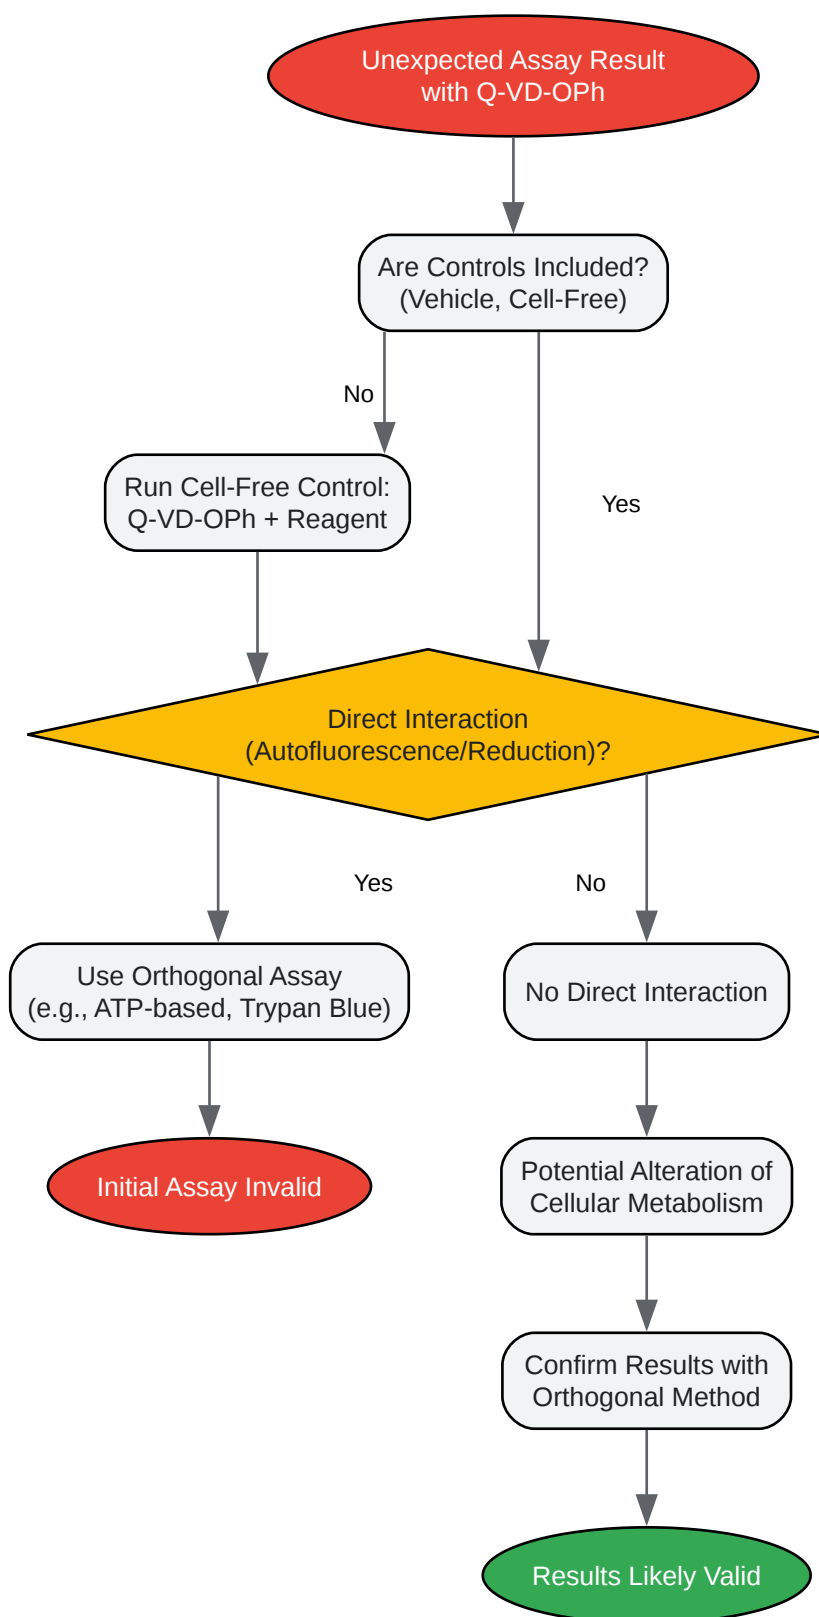 Unexpected Assay Result
with Q-VD-OPh
Are Controls Included?
(Vehicle, Cell-Free)
No
Run Cell-Free Control:
Q-VD-OPh + Reagent
Yes
Direct Interaction
(Autofluorescence/Reduction)?
Yes
No
Use Orthogonal Assay
(e.g., ATP-based, Trypan Blue)
No Direct Interaction
Initial Assay Invalid
Potential Alteration of
Cellular Metabolism
Confirm Results with
Orthogonal Method
Results Likely Valid